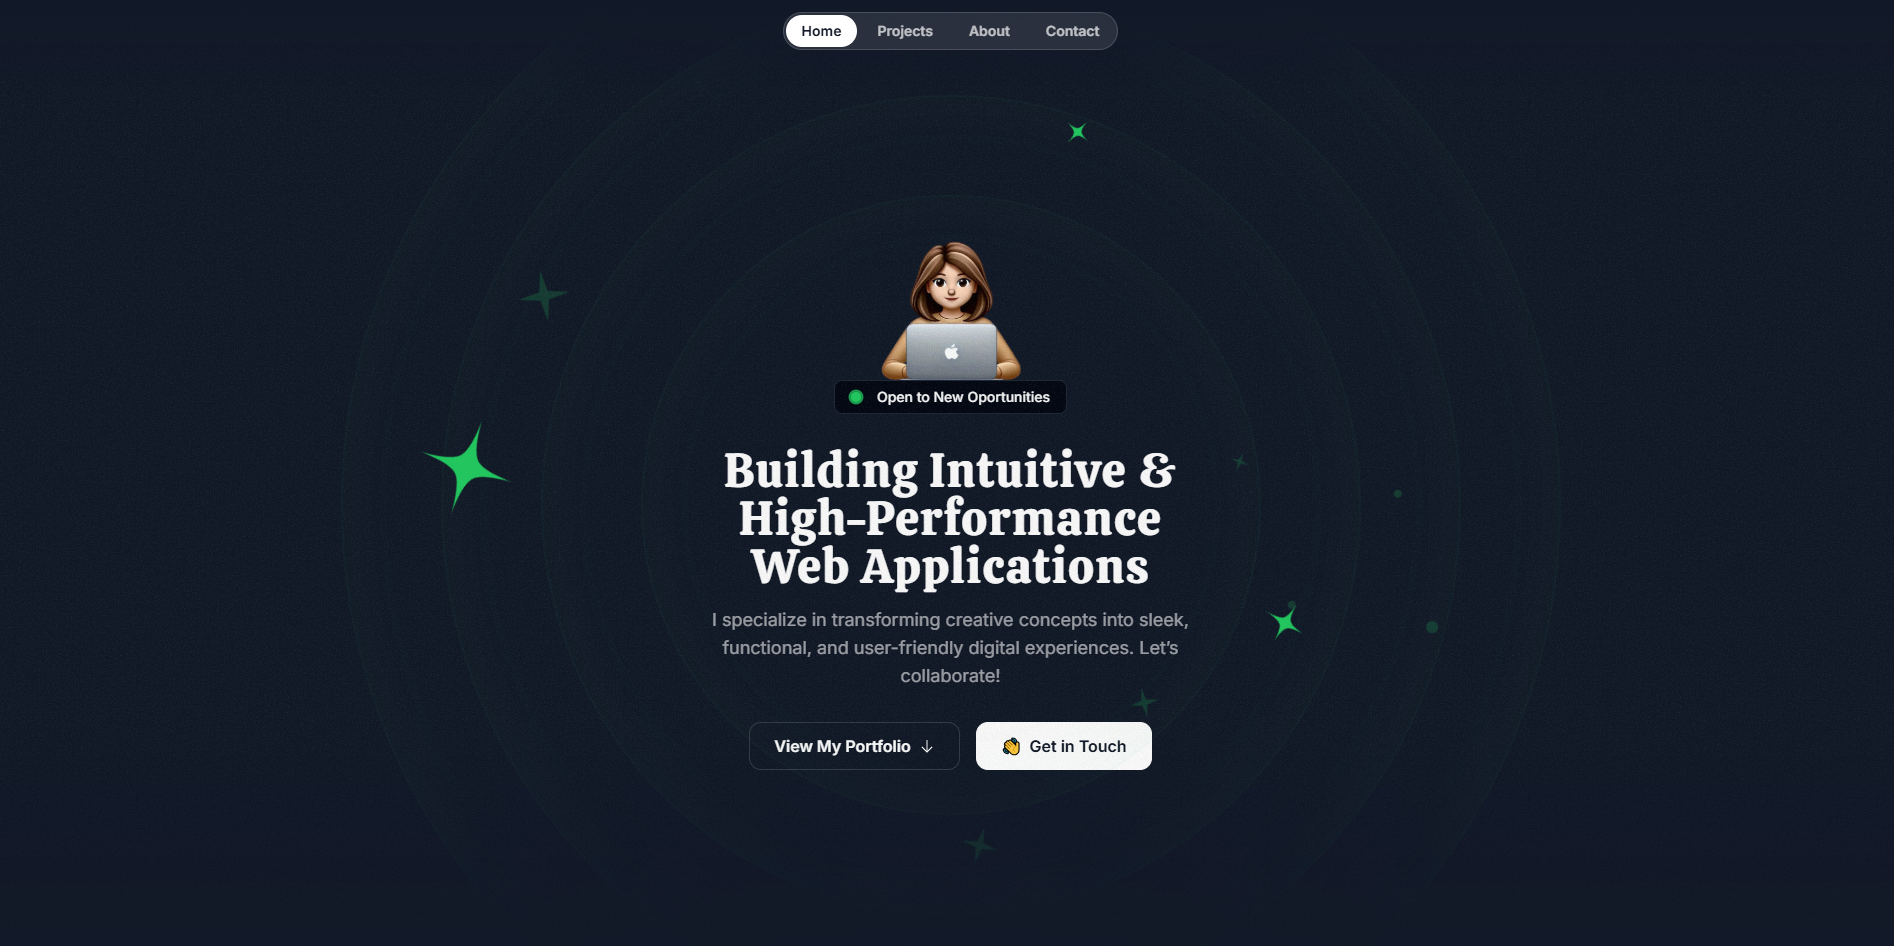 Home Projects About Contact
Open to New Oportunities
Building Intuitive &
High-Performance
Web Applications
I specialize in transforming creative concepts into sleek,
functional, and user-friendly digital experiences. Let’s
collaborate!
View My Portfolio ↓ 👋 Get in Touch